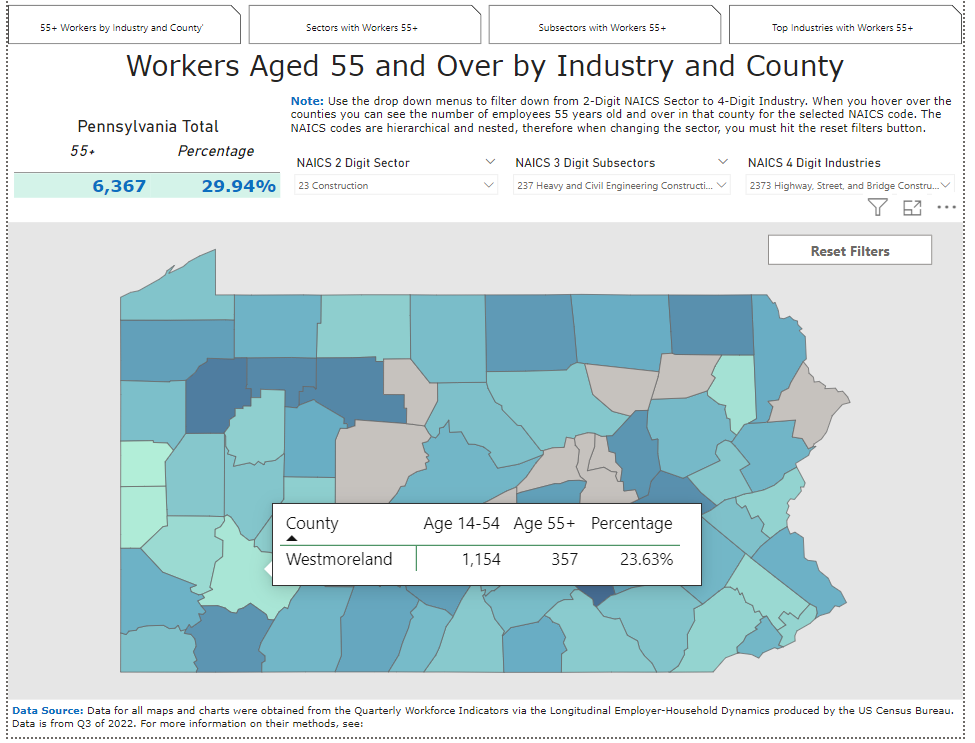 55+ Workers by Industry and County'
Sectors with Workers 55+
Subsectors with Workers 55+
Top Industries with Workers 55+
Workers Aged 55 and Over by Industry and County
Note: Use the drop down menus to filter down from 2-Digit NAICS Sector to 4-Digit Industry. When you hover over the
counties you can see the number of employees 55 years old and over in that county for the selected NAICS code. The
NAICS codes are hierarchical and nested, therefore when changing the sector, you must hit the reset filters button.
Pennsylvania Total
55+ Percentage
6,367 29.94%
NAICS 2 Digit Sector
23 Construction
NAICS 3 Digit Subsectors
237 Heavy and Civil Engineering Constructi...
NAICS 4 Digit Industries
2373 Highway, Street, and Bridge Constru...
Reset Filters
County Age 14-54 Age 55+ Percentage
Westmoreland 1,154 357 23.63%
Data Source: Data for all maps and charts were obtained from the Quarterly Workforce Indicators via the Longitudinal Employer-Household Dynamics produced by the US Census Bureau.
Data is from Q3 of 2022. For more information on their methods, see: